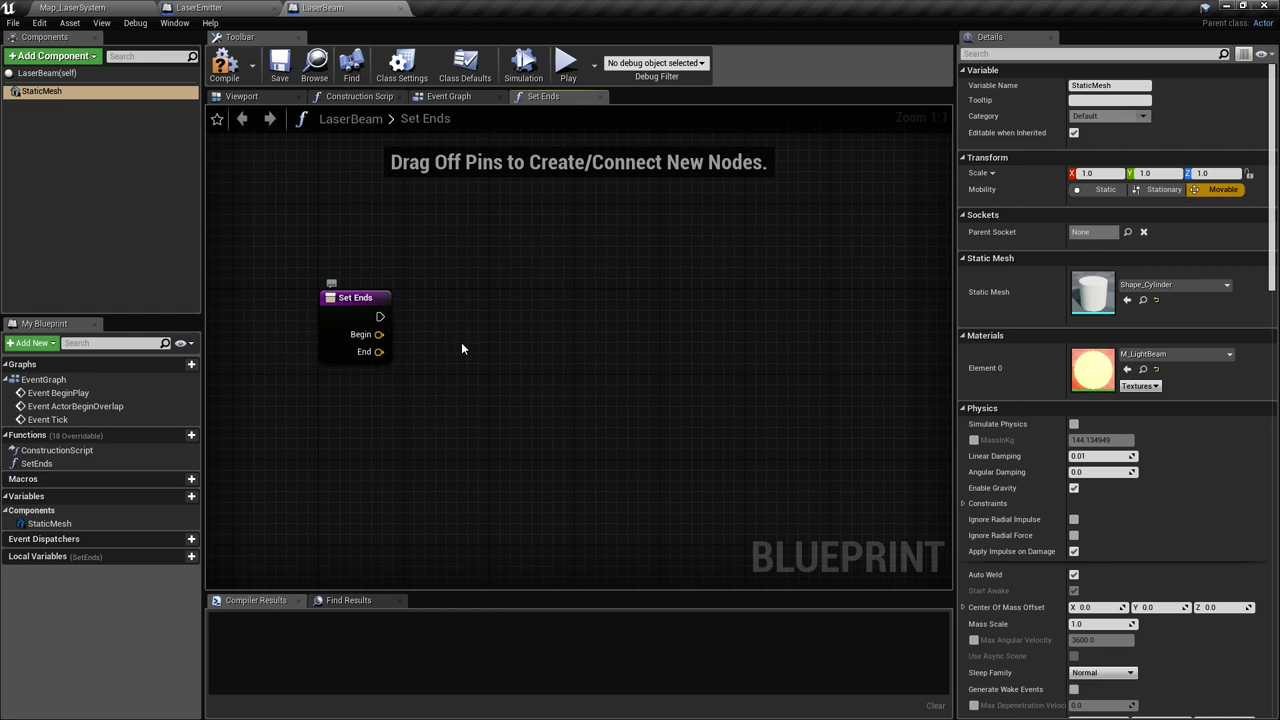 Map_LaserSystem
LaserEmitter
LaserBeam
File
Edit
Asset
View
Debug
Window
Help
Parent class: Actor
Components
Add Component
Search
LaserBeam(self)
StaticMesh
Toolbar
Compile
Save
Browse
Find
Class Settings
Class Defaults
Simulation
Play
No debug object selected
Debug Filter
Viewport
Construction Scrip
Event Graph
Set Ends
LaserBeam > Set Ends
Zoom 1:1
Drag Off Pins to Create/Connect New Nodes.
Set Ends
Begin
End
BLUEPRINT
My Blueprint
Add New
Search
Graphs
EventGraph
Event BeginPlay
Event ActorBeginOverlap
Event Tick
Functions (18 Overridable)
ConstructionScript
SetEnds
Macros
Variables
Components
StaticMesh
Event Dispatchers
Local Variables (SetEnds)
Compiler Results
Find Results
Clear
Details
Search
Variable
Variable Name
StaticMesh
Tooltip
Category
Default
Editable when Inherited
Transform
Scale
X 1.0
Y 1.0
Z 1.0
Mobility
Static
Stationary
Movable
Sockets
Parent Socket
None
Static Mesh
Static Mesh
Shape_Cylinder
Materials
Element 0
M_LightBeam
Textures
Physics
Simulate Physics
MassInKg
144.134949
Linear Damping
0.01
Angular Damping
0.0
Enable Gravity
Constraints
Ignore Radial Impulse
Ignore Radial Force
Apply Impulse on Damage
Auto Weld
Start Awake
Center Of Mass Offset
X 0.0
Y 0.0
Z 0.0
Mass Scale
1.0
Max Angular Velocity
3600.0
Use Async Scene
Sleep Family
Normal
Generate Wake Events
Max Depenetration Veloc
0.0